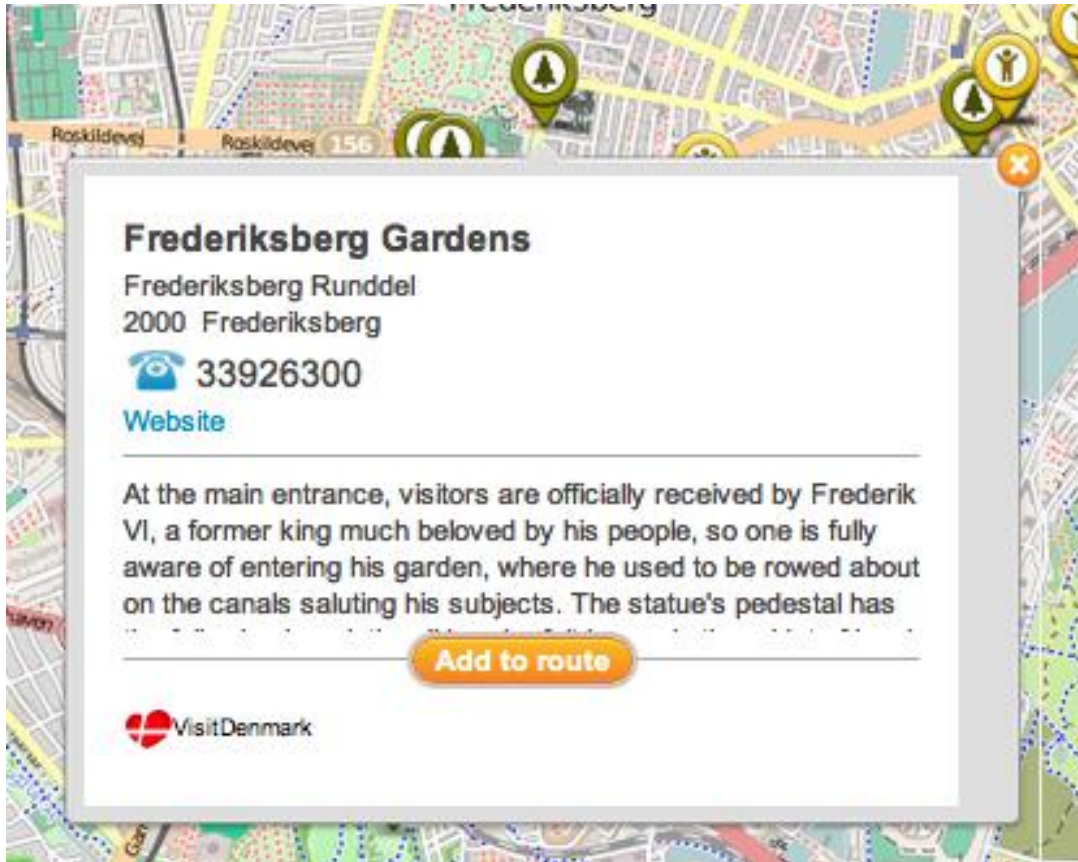 Frederiksberg
Roskildevej
Roskildevej 156
Frederiksberg Gardens
Frederiksberg Runddel
2000 Frederiksberg
33926300
Website
At the main entrance, visitors are officially received by Frederik
VI, a former king much beloved by his people, so one is fully
aware of entering his garden, where he used to be rowed about
on the canals saluting his subjects. The statue's pedestal has
Add to route
VisitDenmark